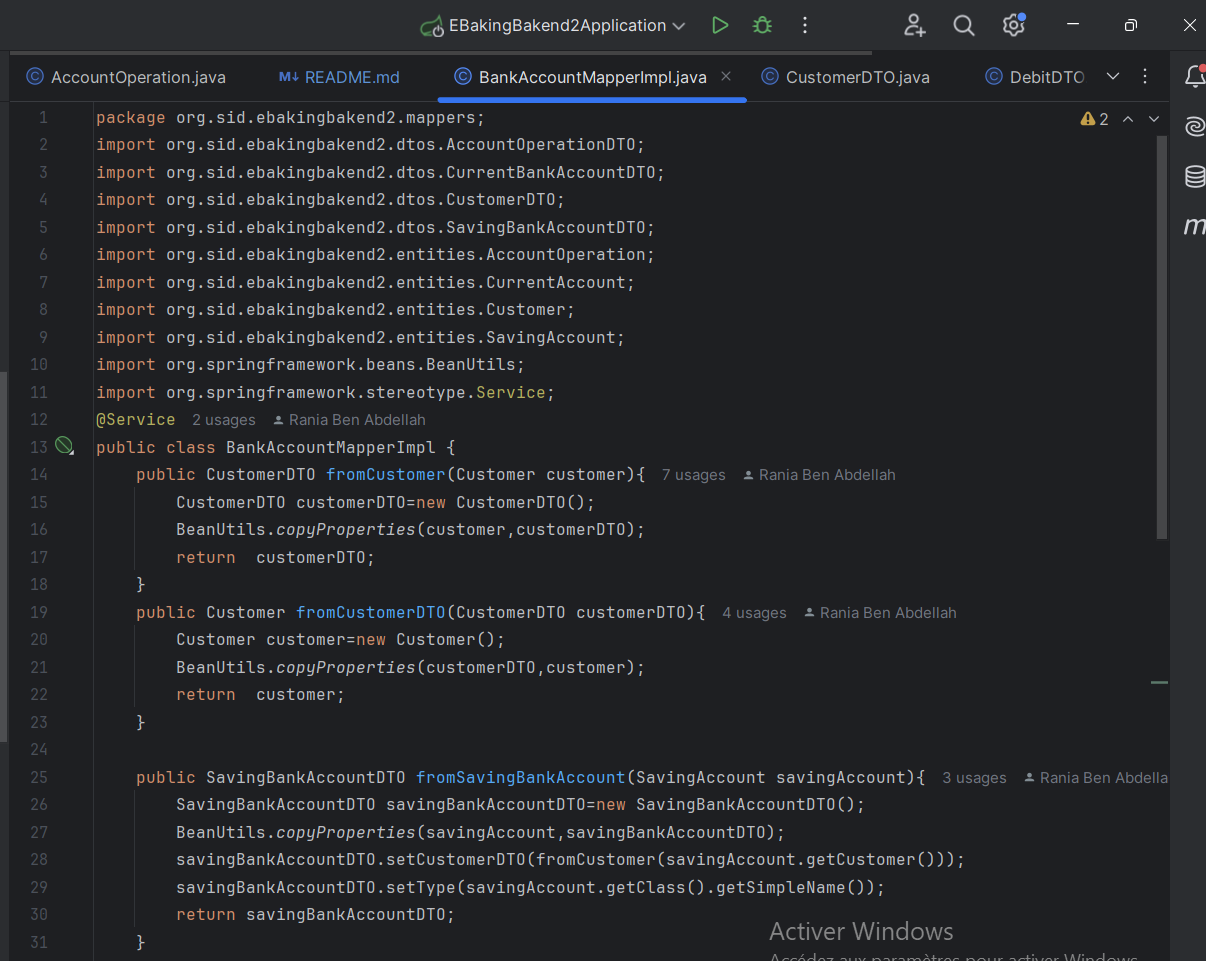 EBakingBakend2Application
AccountOperation.java
M↓ README.md
BankAccountMapperImpl.java
CustomerDTO.java
DebitDTO
1 package org.sid.ebakingbakend2.mappers;
2 import org.sid.ebakingbakend2.dtos.AccountOperationDTO;
3 import org.sid.ebakingbakend2.dtos.CurrentBankAccountDTO;
4 import org.sid.ebakingbakend2.dtos.CustomerDTO;
5 import org.sid.ebakingbakend2.dtos.SavingBankAccountDTO;
6 import org.sid.ebakingbakend2.entities.AccountOperation;
7 import org.sid.ebakingbakend2.entities.CurrentAccount;
8 import org.sid.ebakingbakend2.entities.Customer;
9 import org.sid.ebakingbakend2.entities.SavingAccount;
10 import org.springframework.beans.BeanUtils;
11 import org.springframework.stereotype.Service;
12 @Service 2 usages Rania Ben Abdellah
13 public class BankAccountMapperImpl {
14 public CustomerDTO fromCustomer(Customer customer){ 7 usages Rania Ben Abdellah
15 CustomerDTO customerDTO=new CustomerDTO();
16 BeanUtils.copyProperties(customer,customerDTO);
17 return  customerDTO;
18 }
19 public Customer fromCustomerDTO(CustomerDTO customerDTO){ 4 usages Rania Ben Abdellah
20 Customer customer=new Customer();
21 BeanUtils.copyProperties(customerDTO,customer);
22 return  customer;
23 }
24
25 public SavingBankAccountDTO fromSavingBankAccount(SavingAccount savingAccount){ 3 usages Rania Ben Abdella
26 SavingBankAccountDTO savingBankAccountDTO=new SavingBankAccountDTO();
27 BeanUtils.copyProperties(savingAccount,savingBankAccountDTO);
28 savingBankAccountDTO.setCustomerDTO(fromCustomer(savingAccount.getCustomer()));
29 savingBankAccountDTO.setType(savingAccount.getClass().getSimpleName());
30 return savingBankAccountDTO;
31 }
2
m
Activer Windows
Accédez aux paramètres pour activer Windows